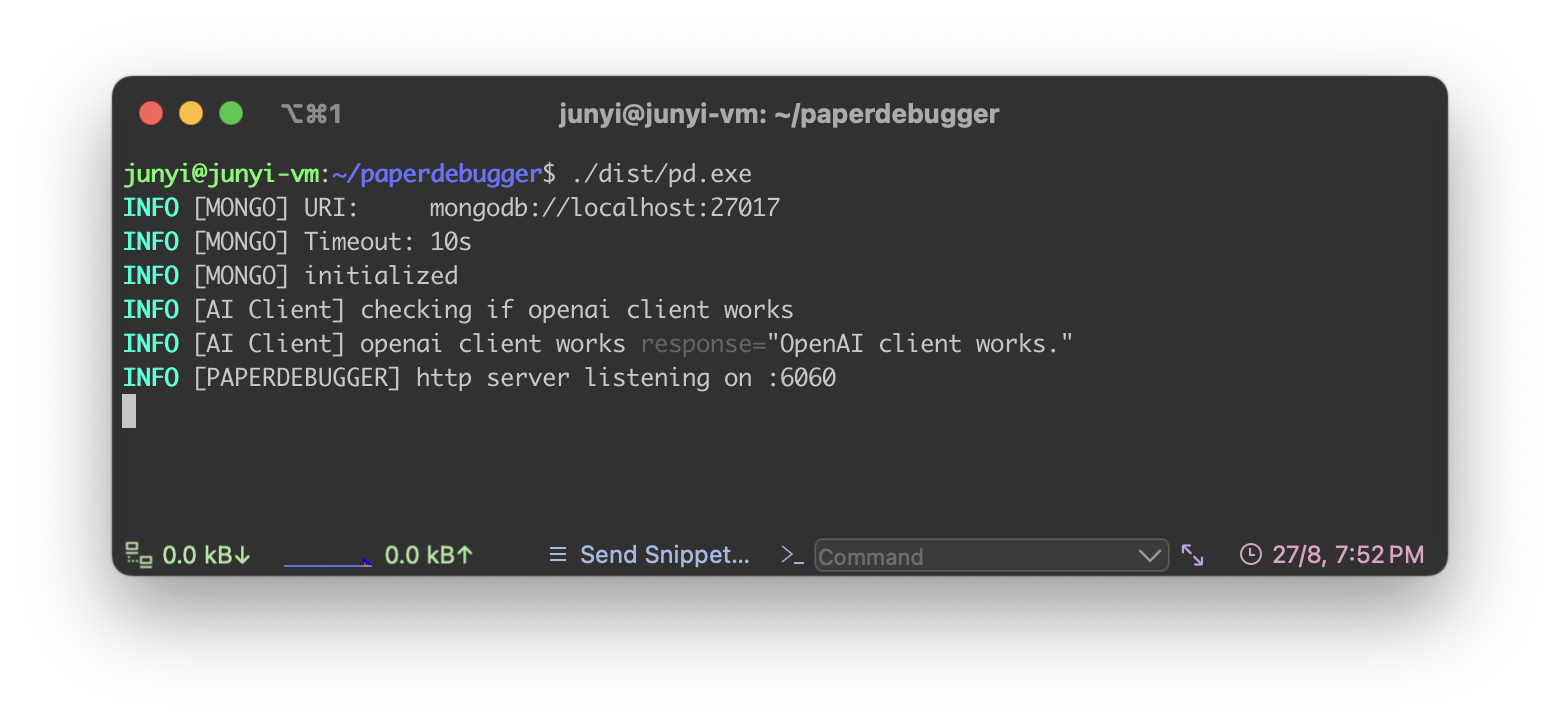 ⌥⌘1 junyi@junyi-vm: ~/paperdebugger
junyi@junyi-vm:~/paperdebugger$ ./dist/pd.exe
INFO [MONGO] URI:     mongodb://localhost:27017
INFO [MONGO] Timeout: 10s
INFO [MONGO] initialized
INFO [AI Client] checking if openai client works
INFO [AI Client] openai client works response="OpenAI client works."
INFO [PAPERDEBUGGER] http server listening on :6060
0.0 kB↓ 0.0 kB↑ Send Snippet... >_ Command 27/8, 7:52 PM